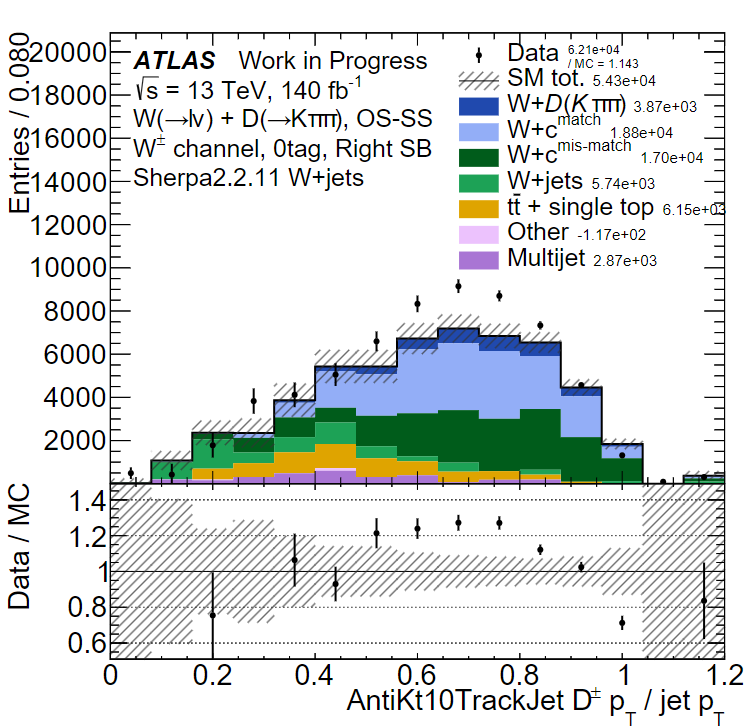 ATLAS Work in Progress
√s = 13 TeV, 140 fb-1
W(→lν) + D(→Kππ), OS-SS
W± channel, 0tag, Right SB
Sherpa2.2.11 W+jets
Data 6.21e+04 / MC = 1.143
SM tot. 5.43e+04
W+D(Kππ) 3.87e+03
W+cmatch 1.88e+04
W+cmis-match 1.70e+04
W+jets 5.74e+03
tt̄ + single top 6.15e+03
Other -1.17e+02
Multijet 2.87e+03
Entries / 0.080
20000
18000
16000
14000
12000
10000
8000
6000
4000
2000
Data / MC
1.4
1.2
1
0.8
0.6
0 0.2 0.4 0.6 0.8 1 1.2
AntiKt10TrackJet D± pT / jet pT